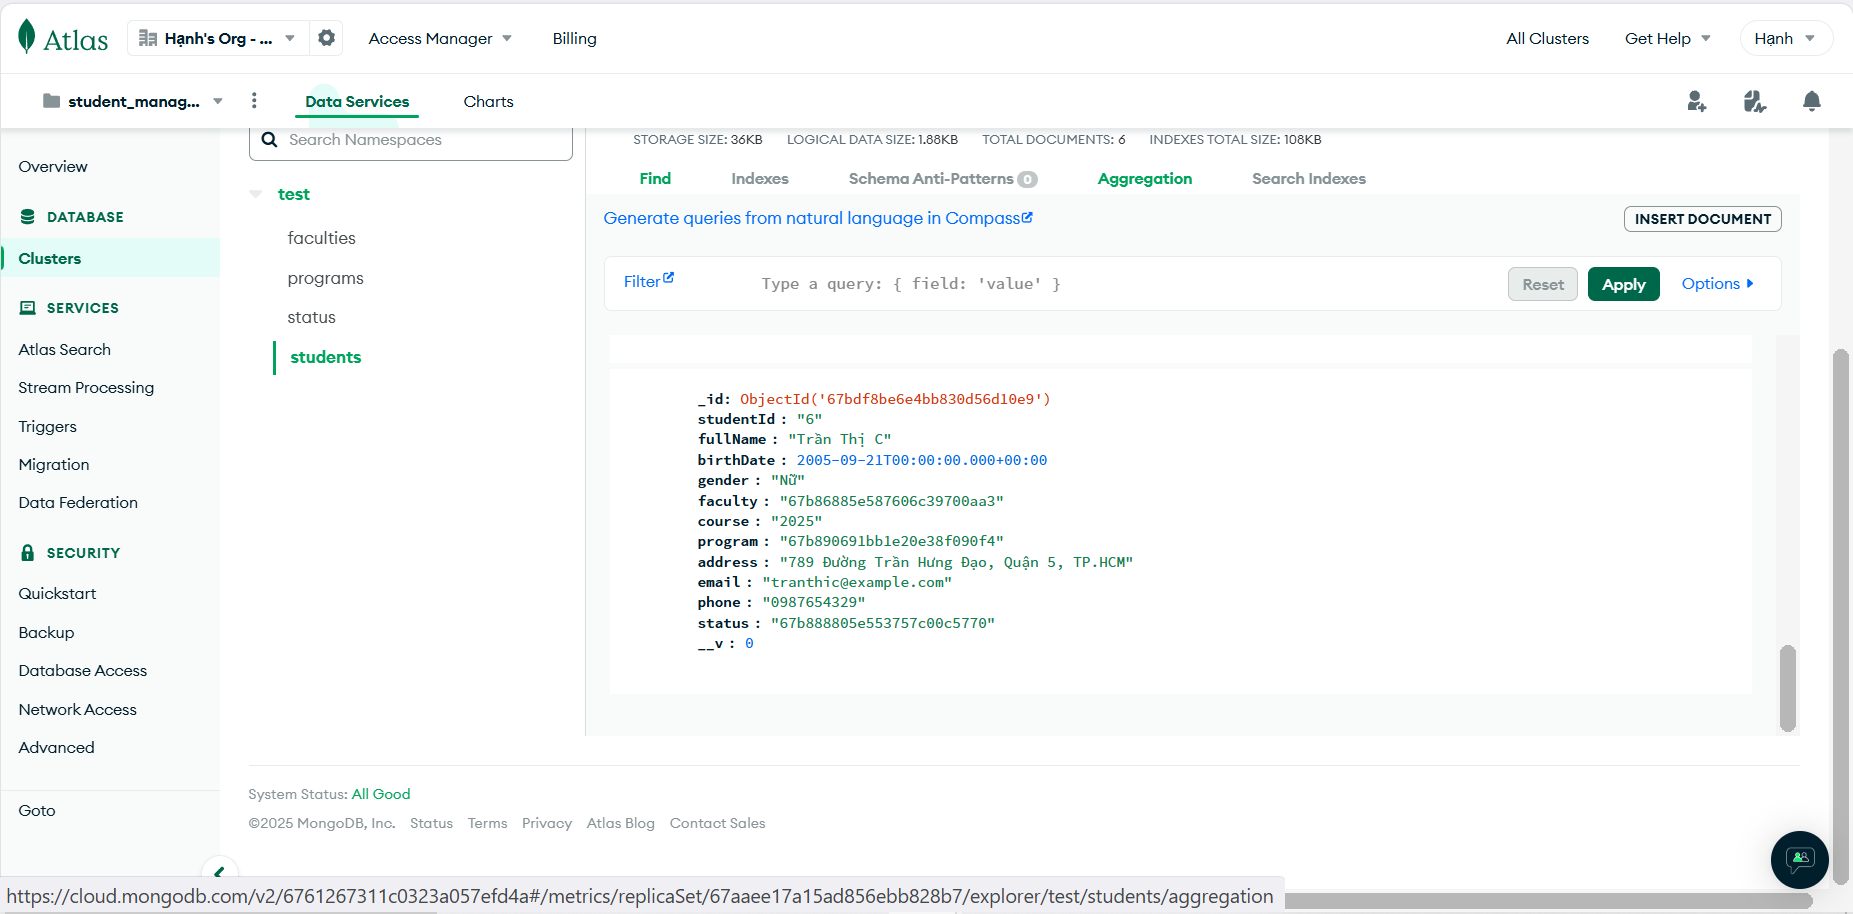 Atlas
Hạnh's Org - ...
Access Manager
Billing
All Clusters
Get Help
Hạnh
student_manag...
Data Services
Charts
Overview
DATABASE
Clusters
SERVICES
Atlas Search
Stream Processing
Triggers
Migration
Data Federation
SECURITY
Quickstart
Backup
Database Access
Network Access
Advanced
Goto
Search Namespaces
test
faculties
programs
status
students
STORAGE SIZE: 36KB LOGICAL DATA SIZE: 1.88KB TOTAL DOCUMENTS: 6 INDEXES TOTAL SIZE: 108KB
Find Indexes Schema Anti-Patterns 0 Aggregation Search Indexes
Generate queries from natural language in Compass
INSERT DOCUMENT
Filter
Type a query: { field: 'value' }
Reset
Apply
Options
_id: ObjectId('67bdf8be6e4bb830d56d10e9')
studentId : "6"
fullName : "Trần Thị C"
birthDate : 2005-09-21T00:00:00.000+00:00
gender : "Nữ"
faculty : "67b86885e587606c39700aa3"
course : "2025"
program : "67b890691bb1e20e38f090f4"
address : "789 Đường Trần Hưng Đạo, Quận 5, TP.HCM"
email : "tranthic@example.com"
phone : "0987654329"
status : "67b888805e553757c00c5770"
__v : 0
System Status: All Good
©2025 MongoDB, Inc. Status Terms Privacy Atlas Blog Contact Sales
https://cloud.mongodb.com/v2/6761267311c0323a057efd4a#/metrics/replicaSet/67aaee17a15ad856ebb828b7/explorer/test/students/aggregation